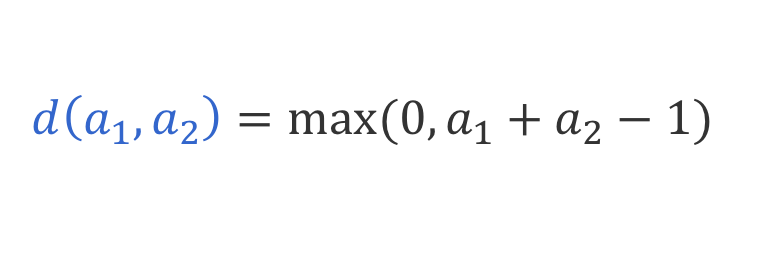 d(a₁, a₂) = max(0, a₁ + a₂ − 1)